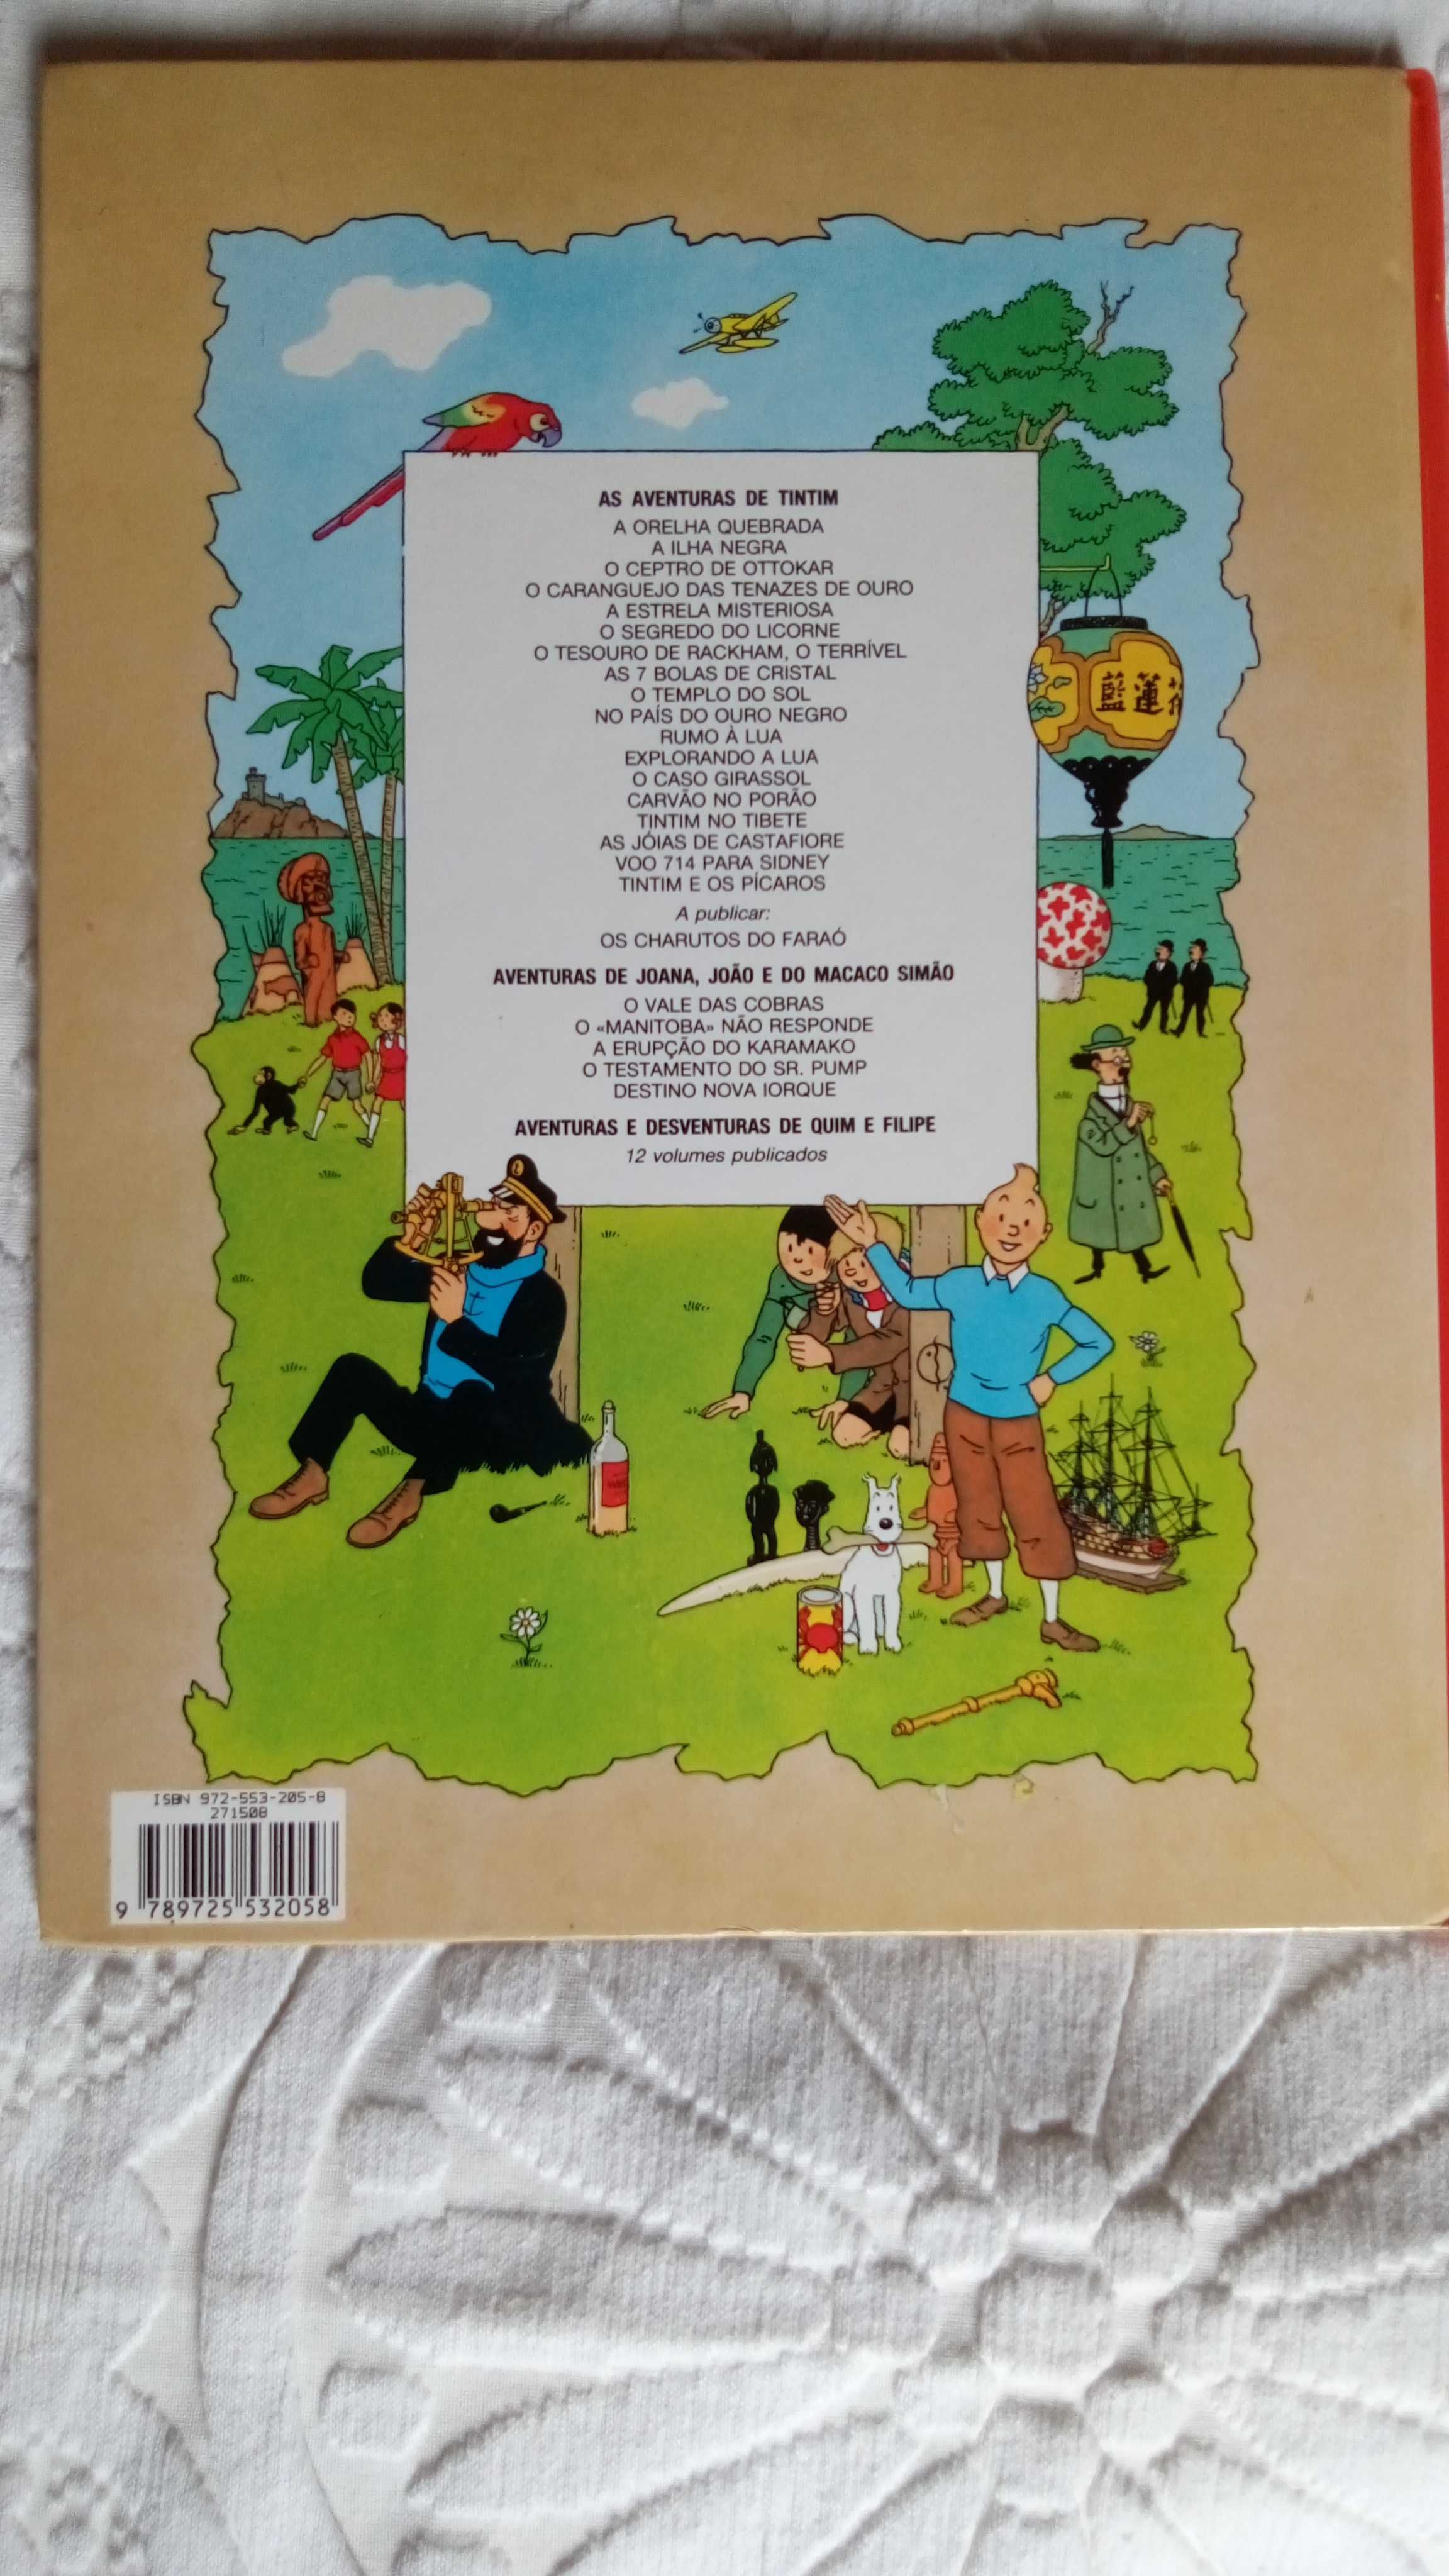 AS AVENTURAS DE TINTIM
A ORELHA QUEBRADA
A ILHA NEGRA
O CEPTRO DE OTTOKAR
O CARANGUEJO DAS TENAZES DE OURO
A ESTRELA MISTERIOSA
O SEGREDO DO LICORNE
O TESOURO DE RACKHAM, O TERRÍVEL
AS 7 BOLAS DE CRISTAL
O TEMPLO DO SOL
NO PAÍS DO OURO NEGRO
RUMO À LUA
EXPLORANDO A LUA
O CASO GIRASSOL
CARVÃO NO PORÃO
TINTIM NO TIBETE
AS JÓIAS DE CASTAFIORE
VOO 714 PARA SIDNEY
TINTIM E OS PÍCAROS
A publicar:
OS CHARUTOS DO FARAÓ
AVENTURAS DE JOANA, JOÃO E DO MACACO SIMÃO
O VALE DAS COBRAS
O «MANITOBA» NÃO RESPONDE
A ERUPÇÃO DO KARAMAKO
O TESTAMENTO DO SR. PUMP
DESTINO NOVA IORQUE
AVENTURAS E DESVENTURAS DE QUIM E FILIPE
12 volumes publicados
藍蓮
ISBN 972-553-205-8
271508
9 789725 532058